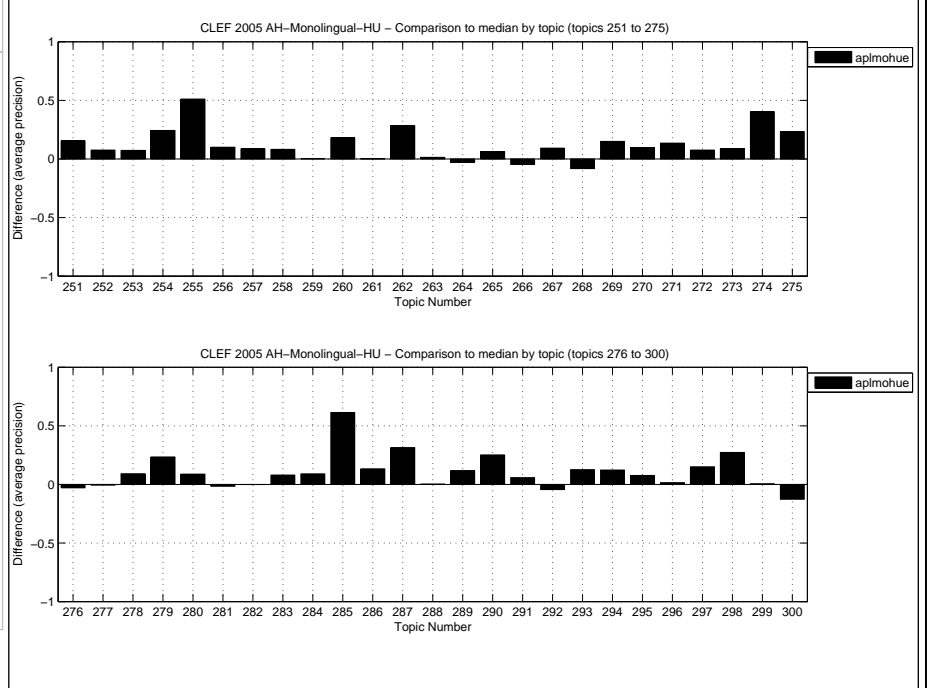 CLEF 2005 AH−Monolingual−HU − Comparison to median by topic (topics 251 to 275)
1
0.5
0
−0.5
−1
Difference (average precision)
aplmohue
251 252 253 254 255 256 257 258 259 260 261 262 263 264 265 266 267 268 269 270 271 272 273 274 275
Topic Number
CLEF 2005 AH−Monolingual−HU − Comparison to median by topic (topics 276 to 300)
1
0.5
0
−0.5
−1
Difference (average precision)
aplmohue
276 277 278 279 280 281 282 283 284 285 286 287 288 289 290 291 292 293 294 295 296 297 298 299 300
Topic Number